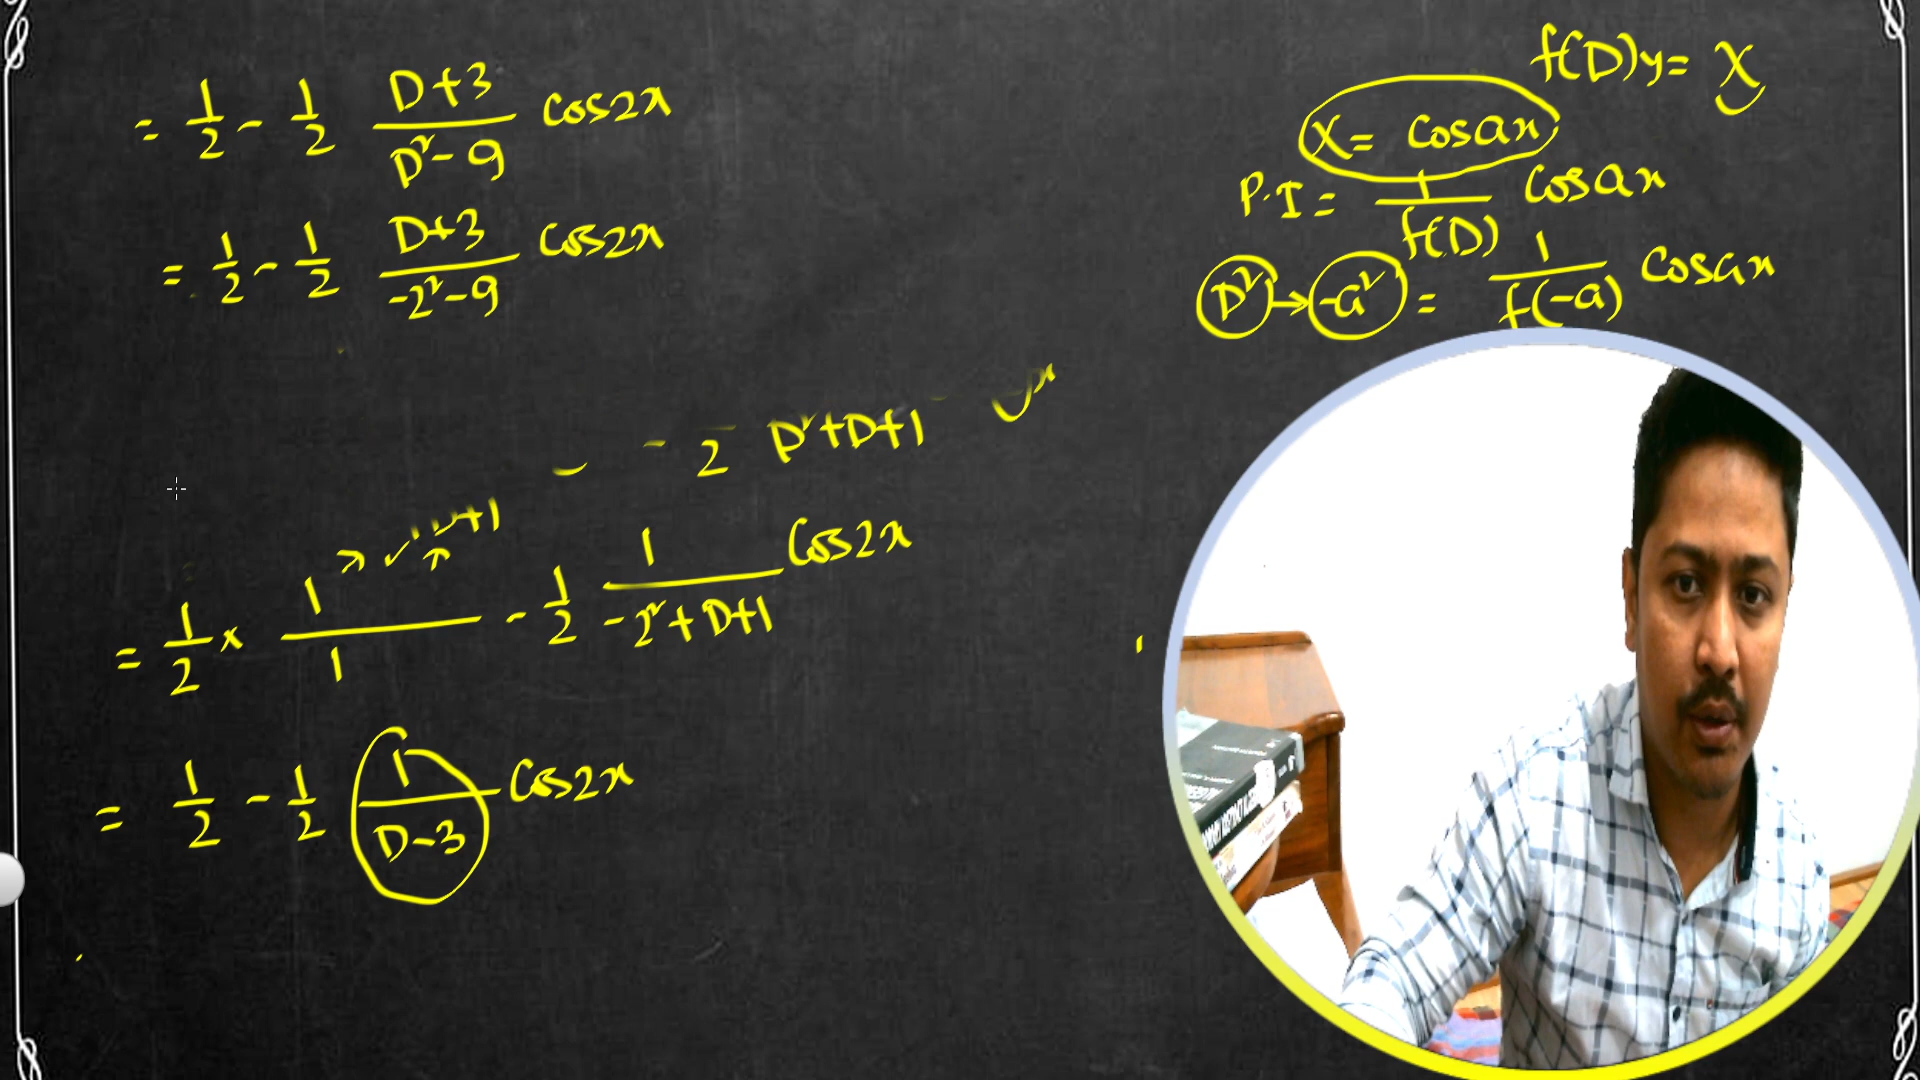 = 1/2 - 1/2 (D+3)/(D²-9) cos2x
= 1/2 - 1/2 (D+3)/(-2²-9) cos2x
2 D²+D+1
+1
= 1/2 x 1/1 - 1/2 1/(-2²+D+1) cos2x
= 1/2 - 1/2 1/(D-3) cos2x
f(D)y = X
X = cosax
P.I = 1/f(D) cosax
D² → -a² = 1/f(-a) cosax